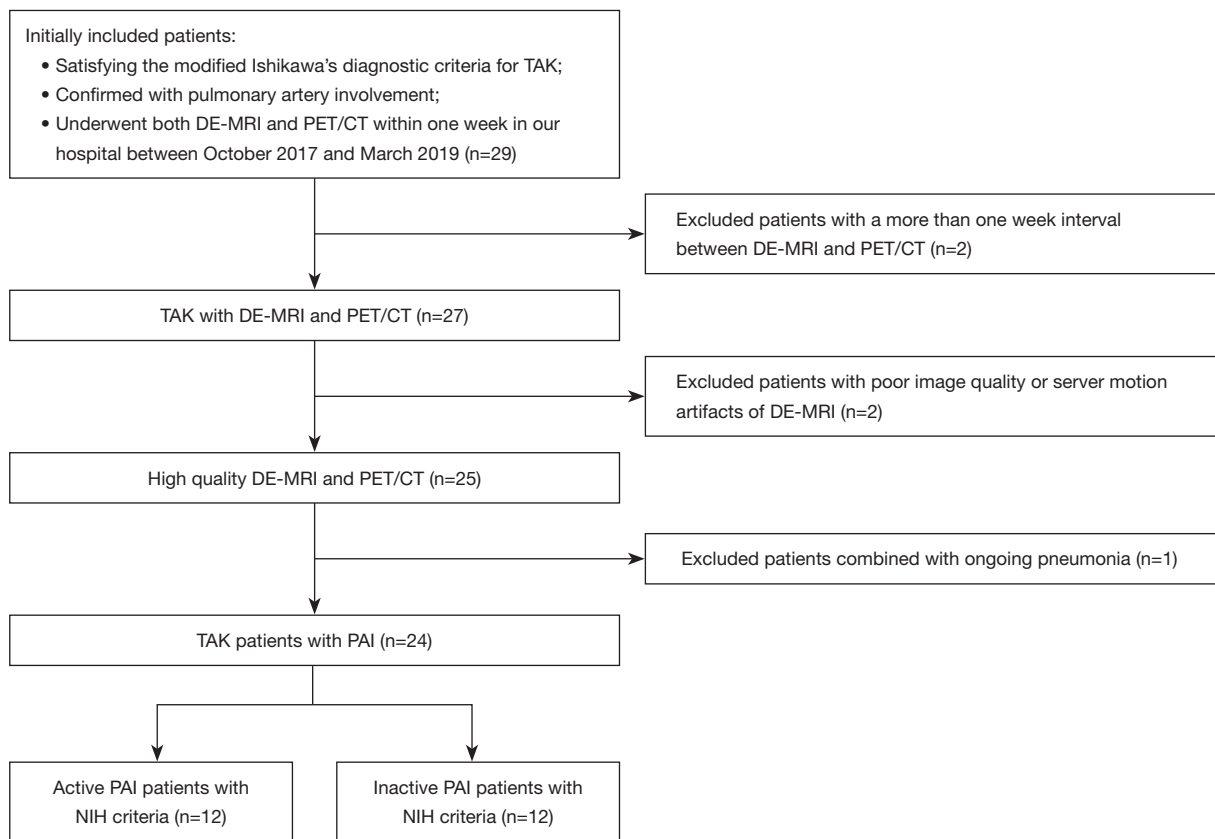 Initially included patients:
• Satisfying the modified Ishikawa’s diagnostic criteria for TAK;
• Confirmed with pulmonary artery involvement;
• Underwent both DE-MRI and PET/CT within one week in our
hospital between October 2017 and March 2019 (n=29)
Excluded patients with a more than one week interval
between DE-MRI and PET/CT (n=2)
TAK with DE-MRI and PET/CT (n=27)
Excluded patients with poor image quality or server motion
artifacts of DE-MRI (n=2)
High quality DE-MRI and PET/CT (n=25)
Excluded patients combined with ongoing pneumonia (n=1)
TAK patients with PAI (n=24)
Active PAI patients with
NIH criteria (n=12)
Inactive PAI patients with
NIH criteria (n=12)